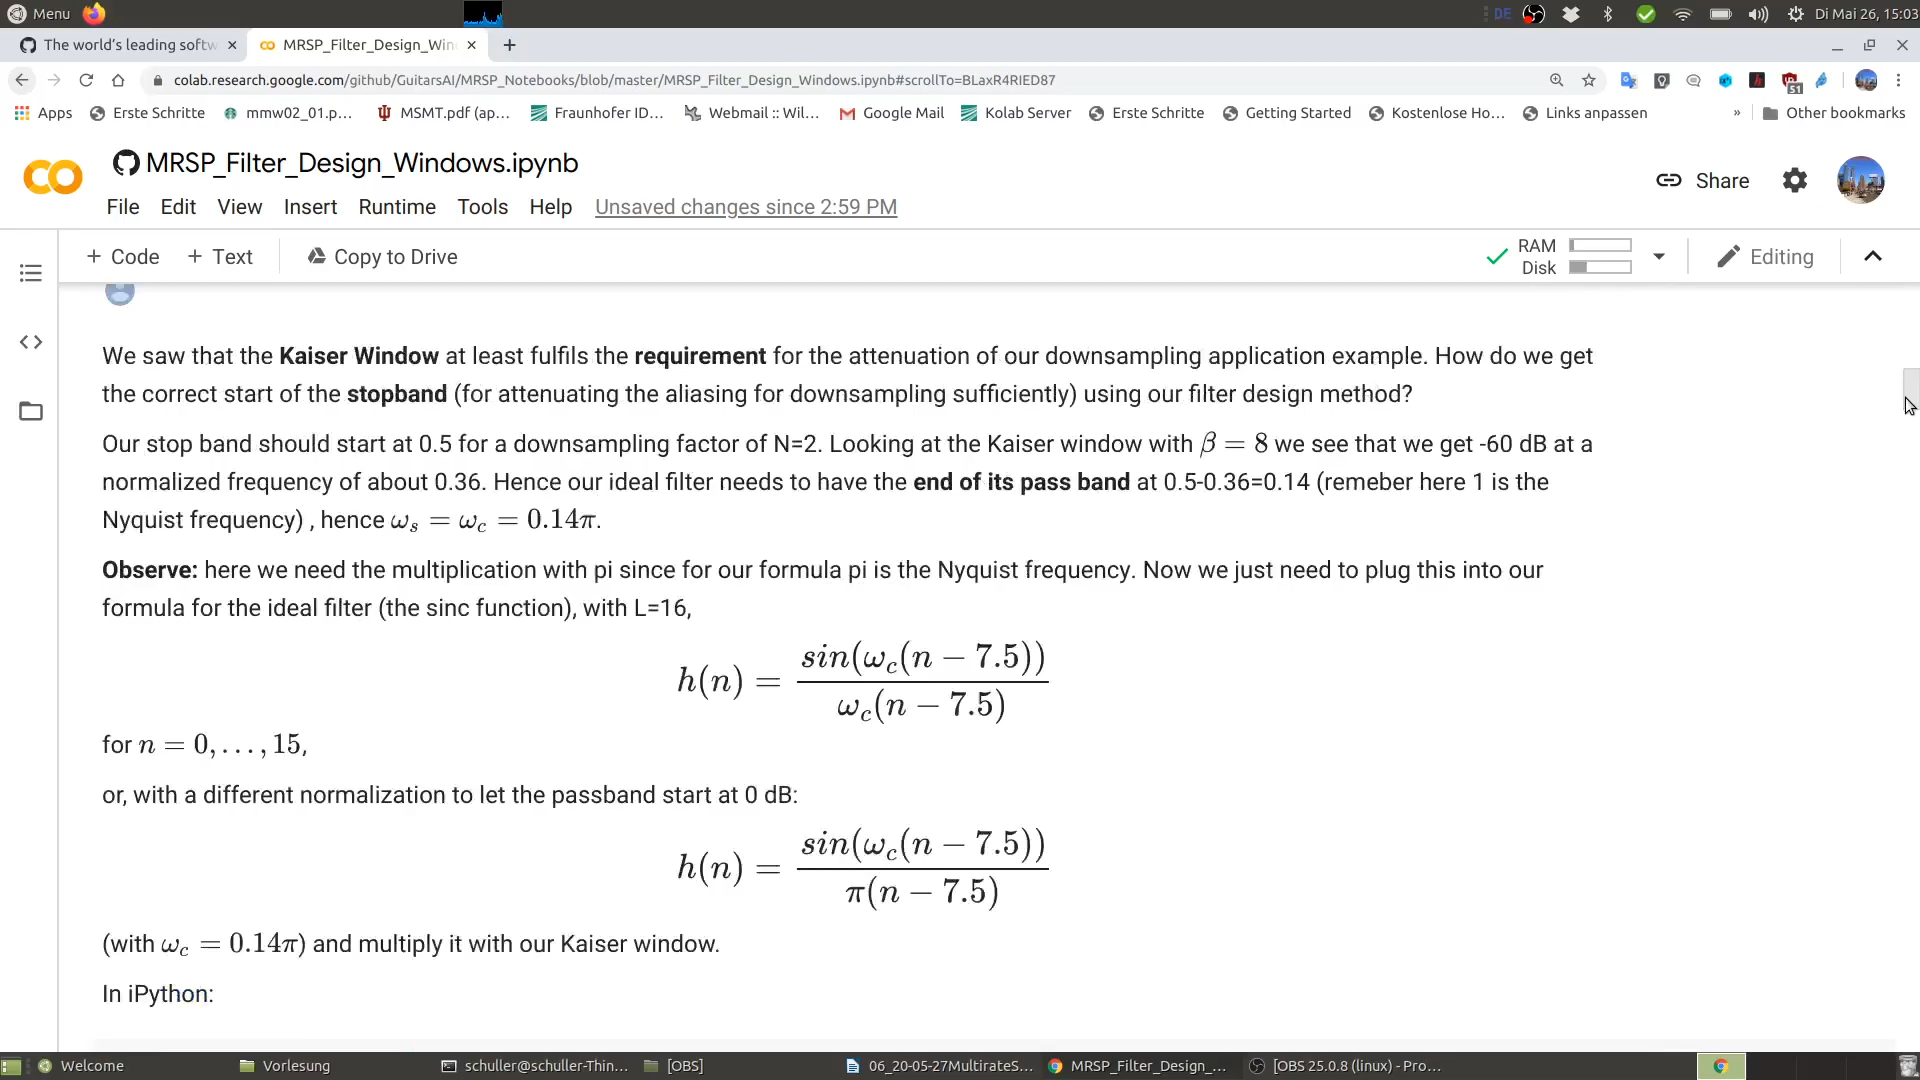 Menu
DE
Di Mai 26, 15:03
The world's leading softw
MRSP_Filter_Design_Win
colab.research.google.com/github/GuitarsAI/MRSP_Notebooks/blob/master/MRSP_Filter_Design_Windows.ipynb#scrollTo=BLaxR4RIED87
51
Apps Erste Schritte mmw02_01.p... MSMT.pdf (ap... Fraunhofer ID... Webmail :: Wil... Google Mail Kolab Server Erste Schritte Getting Started Kostenlose Ho... Links anpassen » Other bookmarks
MRSP_Filter_Design_Windows.ipynb
File Edit View Insert Runtime Tools Help Unsaved changes since 2:59 PM
Share
+ Code + Text Copy to Drive
RAM
Disk
Editing
We saw that the Kaiser Window at least fulfils the requirement for the attenuation of our downsampling application example. How do we get
the correct start of the stopband (for attenuating the aliasing for downsampling sufficiently) using our filter design method?
Our stop band should start at 0.5 for a downsampling factor of N=2. Looking at the Kaiser window with β = 8 we see that we get -60 dB at a
normalized frequency of about 0.36. Hence our ideal filter needs to have the end of its pass band at 0.5-0.36=0.14 (remeber here 1 is the
Nyquist frequency) , hence ω_s = ω_c = 0.14π.
Observe: here we need the multiplication with pi since for our formula pi is the Nyquist frequency. Now we just need to plug this into our
formula for the ideal filter (the sinc function), with L=16,
h(n) = sin(ω_c(n − 7.5)) / ω_c(n − 7.5)
for n = 0, . . . , 15,
or, with a different normalization to let the passband start at 0 dB:
h(n) = sin(ω_c(n − 7.5)) / π(n − 7.5)
(with ω_c = 0.14π) and multiply it with our Kaiser window.
In iPython:
Welcome Vorlesung schuller@schuller-Thin... [OBS] 06_20-05-27MultirateS... MRSP_Filter_Design_... [OBS 25.0.8 (linux) - Pro...